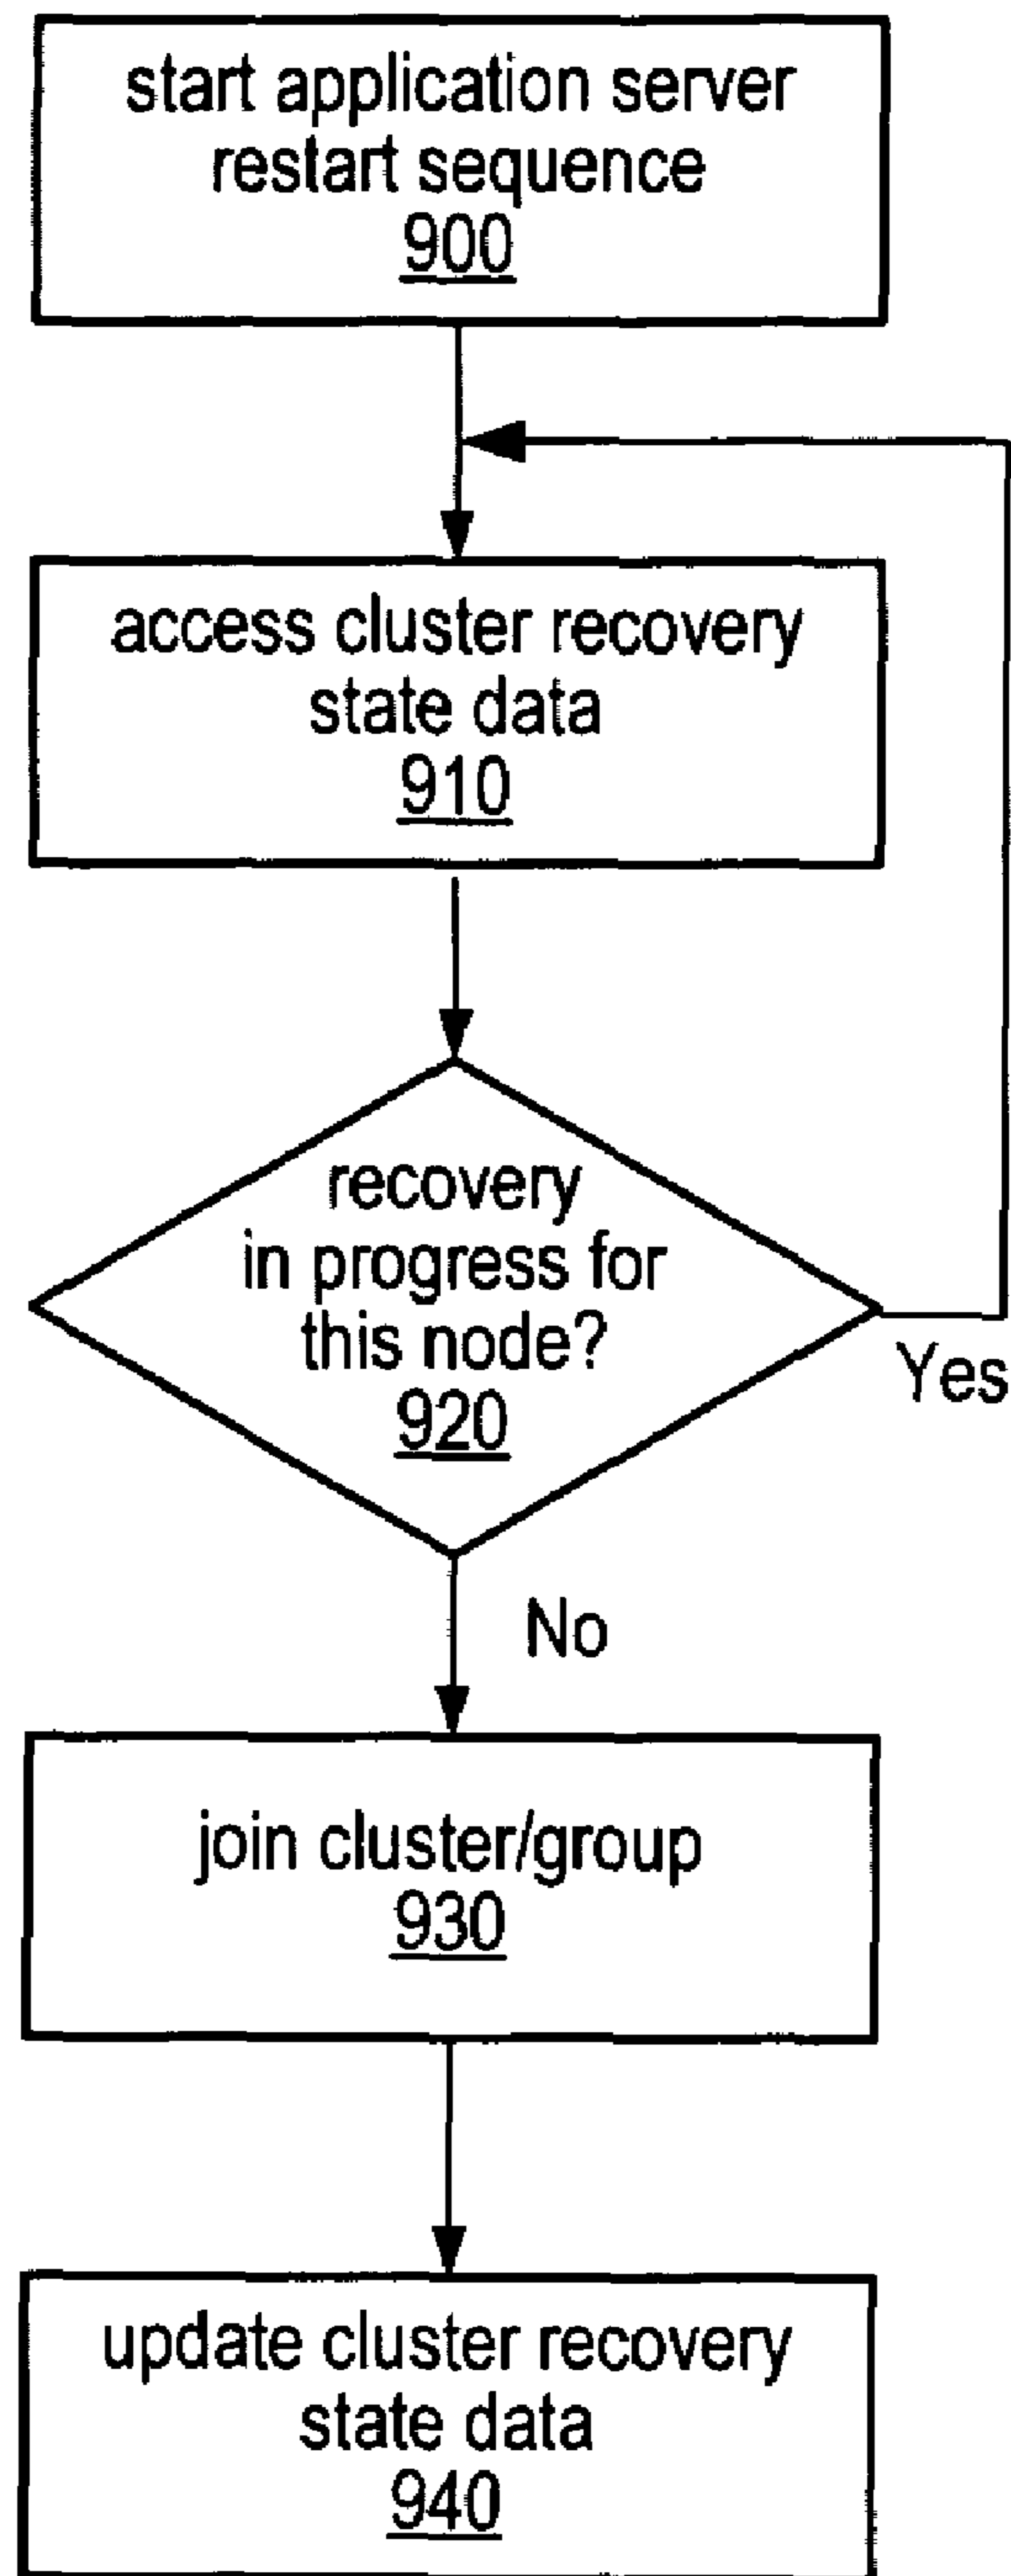 start application server
restart sequence
900
access cluster recovery
state data
910
recovery
in progress for
this node?
920
Yes
No
join cluster/group
930
update cluster recovery
state data
940